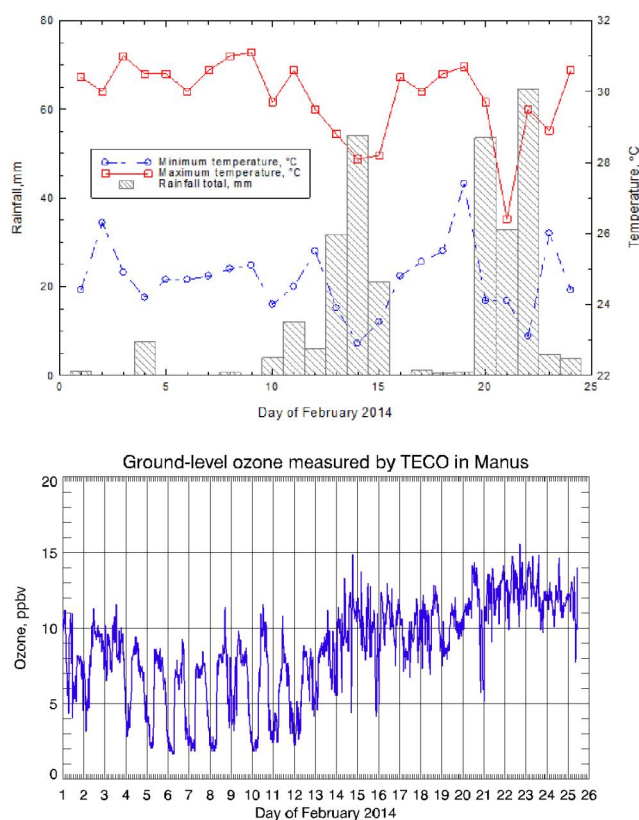 80
60
40
20
0
Rainfall,mm
32
30
28
26
24
22
Temperature, °C
Minimum temperature, °C
Maximum temperature, °C
Rainfall total, mm
0 5 10 15 20 25
Day of February 2014
Ground-level ozone measured by TECO in Manus
20
15
10
5
0
Ozone, ppbv
1 2 3 4 5 6 7 8 9 10 11 12 13 14 15 16 17 18 19 20 21 22 23 24 25 26
Day of February 2014